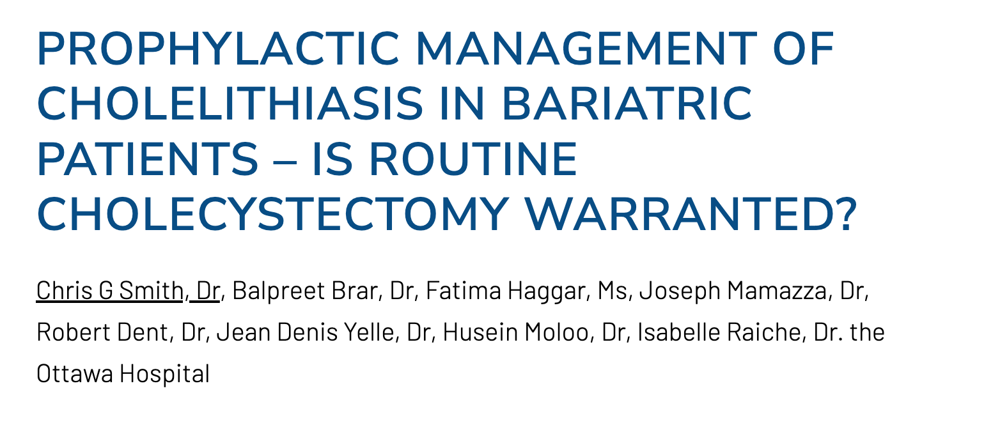 PROPHYLACTIC MANAGEMENT OF
CHOLELITHIASIS IN BARIATRIC
PATIENTS – IS ROUTINE
CHOLECYSTECTOMY WARRANTED?
Chris G Smith, Dr, Balpreet Brar, Dr, Fatima Haggar, Ms, Joseph Mamazza, Dr,
Robert Dent, Dr, Jean Denis Yelle, Dr, Husein Moloo, Dr, Isabelle Raiche, Dr. the
Ottawa Hospital